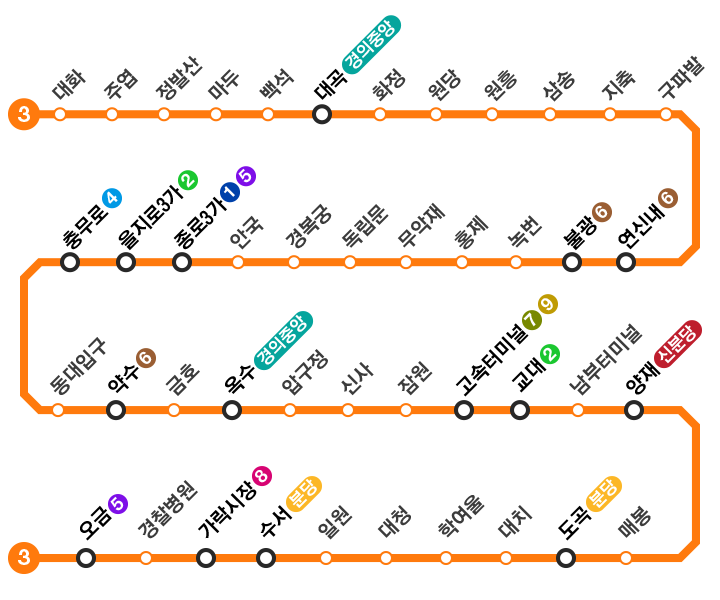 3 대화 주엽 정발산 마두 백석 대곡 경의중앙 화정 원당 원흥 삼송 지축 구파발
충무로 4 을지로3가 2 종로3가 1 5 안국 경복궁 독립문 무악재 홍제 녹번 불광 6 연신내 6
동대입구 약수 6 금호 옥수 경의중앙 압구정 신사 잠원 고속터미널 7 9 교대 2 남부터미널 양재 신분당
3 오금 5 경찰병원 가락시장 8 수서 분당 일원 대청 학여울 대치 도곡 분당 매봉